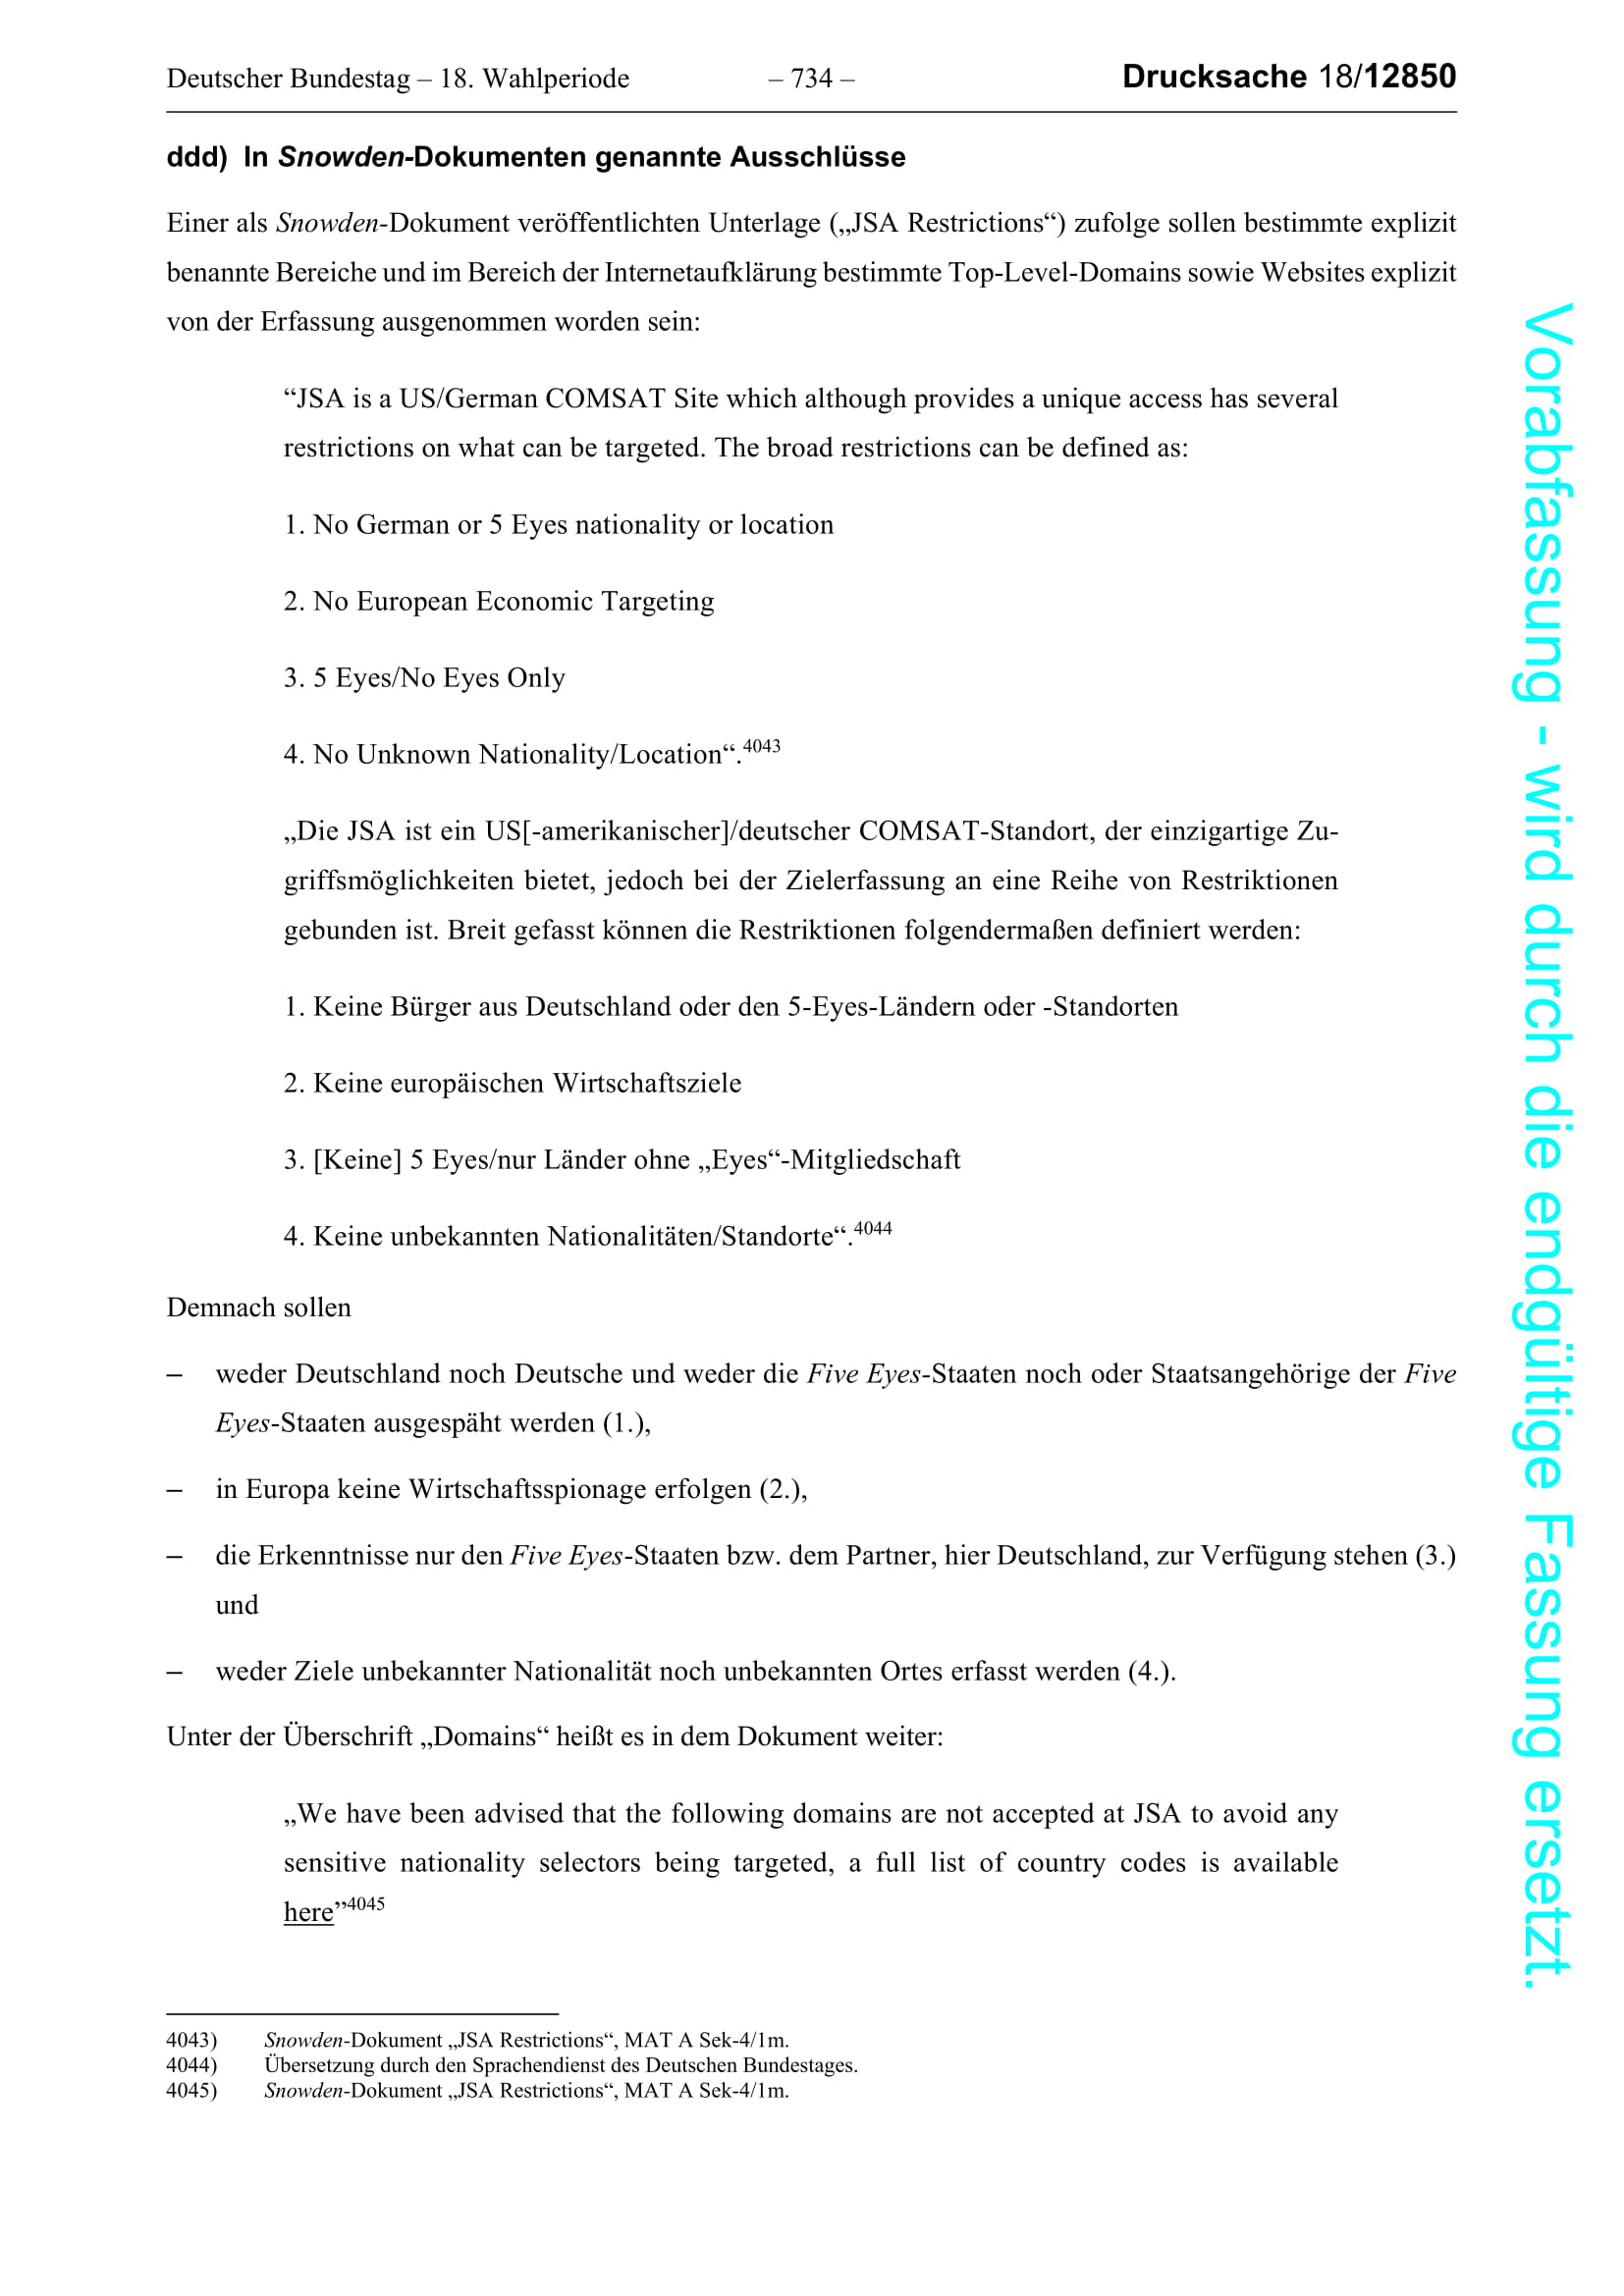 Deutscher Bundestag – 18. Wahlperiode – 734 – Drucksache 18/12850
ddd) In Snowden-Dokumenten genannte Ausschlüsse
Einer als Snowden-Dokument veröffentlichten Unterlage („JSA Restrictions“) zufolge sollen bestimmte explizit
benannte Bereiche und im Bereich der Internetaufklärung bestimmte Top-Level-Domains sowie Websites explizit
von der Erfassung ausgenommen worden sein:
“JSA is a US/German COMSAT Site which although provides a unique access has several
restrictions on what can be targeted. The broad restrictions can be defined as:
1. No German or 5 Eyes nationality or location
2. No European Economic Targeting
3. 5 Eyes/No Eyes Only
4. No Unknown Nationality/Location“.4043
„Die JSA ist ein US[-amerikanischer]/deutscher COMSAT-Standort, der einzigartige Zu-
griffsmöglichkeiten bietet, jedoch bei der Zielerfassung an eine Reihe von Restriktionen
gebunden ist. Breit gefasst können die Restriktionen folgendermaßen definiert werden:
1. Keine Bürger aus Deutschland oder den 5-Eyes-Ländern oder -Standorten
2. Keine europäischen Wirtschaftsziele
3. [Keine] 5 Eyes/nur Länder ohne „Eyes“-Mitgliedschaft
4. Keine unbekannten Nationalitäten/Standorte“.4044
Demnach sollen
– weder Deutschland noch Deutsche und weder die Five Eyes-Staaten noch oder Staatsangehörige der Five
Eyes-Staaten ausgespäht werden (1.),
– in Europa keine Wirtschaftsspionage erfolgen (2.),
– die Erkenntnisse nur den Five Eyes-Staaten bzw. dem Partner, hier Deutschland, zur Verfügung stehen (3.)
und
– weder Ziele unbekannter Nationalität noch unbekannten Ortes erfasst werden (4.).
Unter der Überschrift „Domains“ heißt es in dem Dokument weiter:
„We have been advised that the following domains are not accepted at JSA to avoid any
sensitive nationality selectors being targeted, a full list of country codes is available
here”4045
4043) Snowden-Dokument „JSA Restrictions“, MAT A Sek-4/1m.
4044) Übersetzung durch den Sprachendienst des Deutschen Bundestages.
4045) Snowden-Dokument „JSA Restrictions“, MAT A Sek-4/1m.
Vorabfassung - wird durch die endgültige Fassung ersetzt.